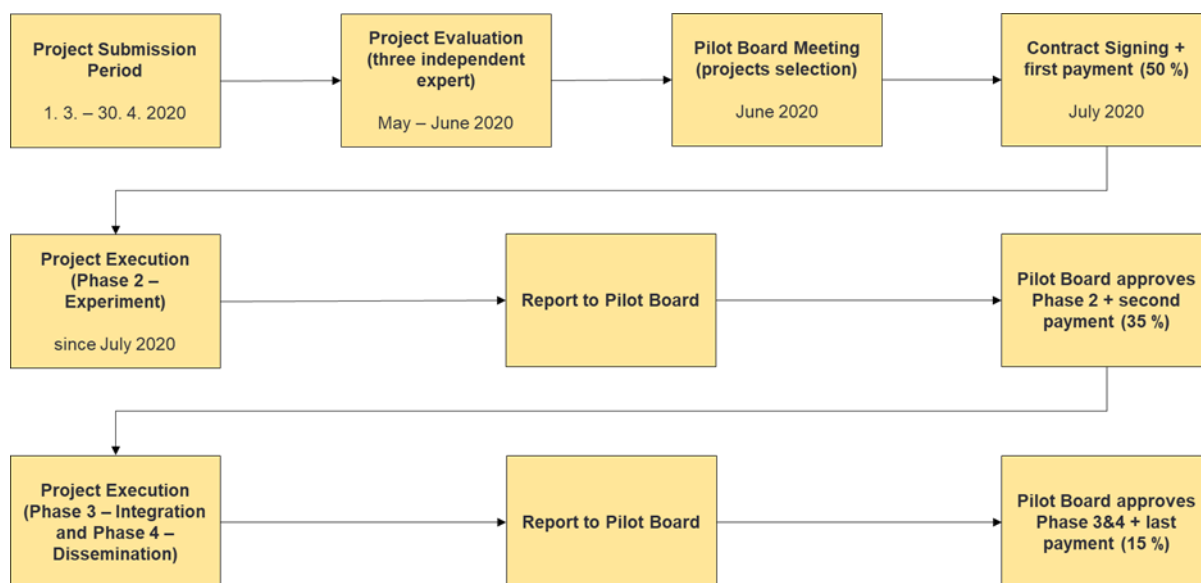 Project Submission
Period
1. 3. – 30. 4. 2020
Project Evaluation
(three independent
expert)
May – June 2020
Pilot Board Meeting
(projects selection)
June 2020
Contract Signing +
first payment (50 %)
July 2020
Project Execution
(Phase 2 –
Experiment)
since July 2020
Report to Pilot Board
Pilot Board approves
Phase 2 + second
payment (35 %)
Project Execution
(Phase 3 – Integration
and Phase 4 –
Dissemination)
Report to Pilot Board
Pilot Board approves
Phase 3&4 + last
payment (15 %)